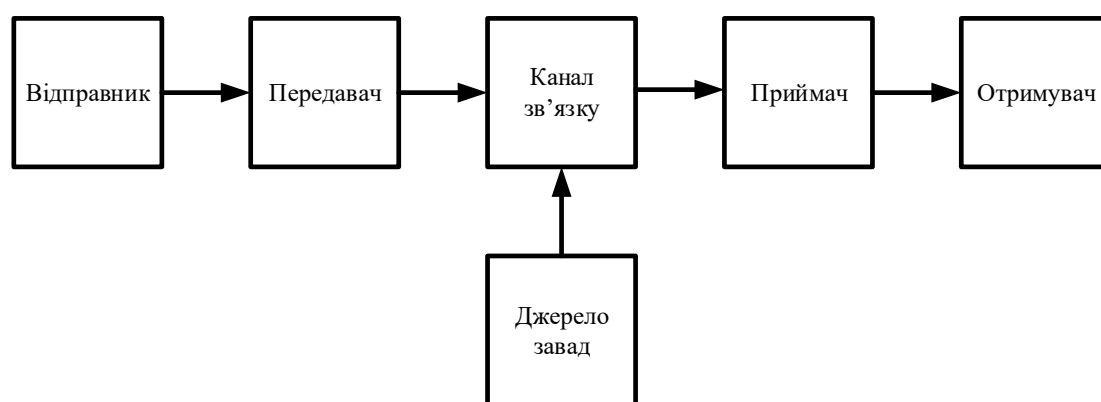 Відправник
Передавач
Канал
зв’язку
Приймач
Отримувач
Джерело
завад